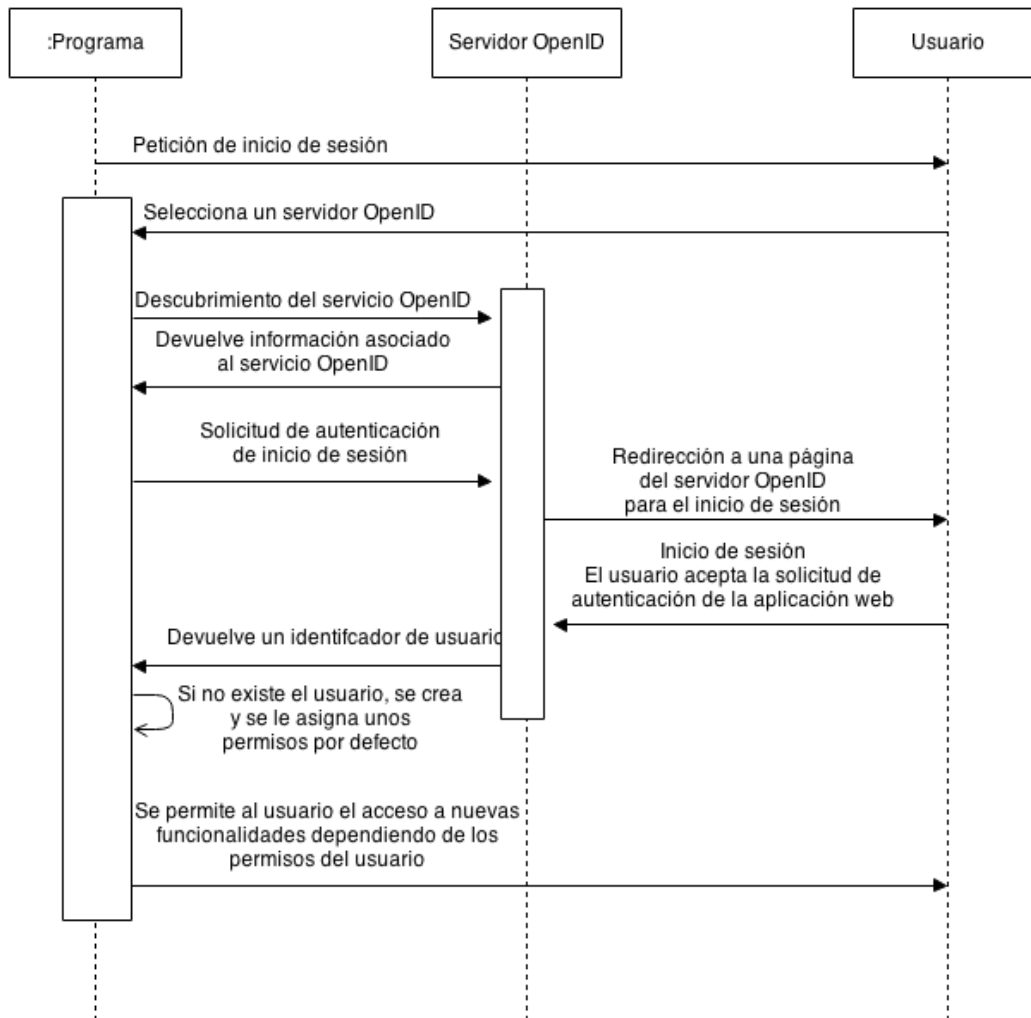 :Programa
Servidor OpenID
Usuario
Petición de inicio de sesión
Selecciona un servidor OpenID
Descubrimiento del servicio OpenID
Devuelve información asociado
al servicio OpenID
Solicitud de autenticación
de inicio de sesión
Redirección a una página
del servidor OpenID
para el inicio de sesión
Inicio de sesión
El usuario acepta la solicitud de
autenticación de la aplicación web
Devuelve un identifcador de usuario
Si no existe el usuario, se crea
y se le asigna unos
permisos por defecto
Se permite al usuario el acceso a nuevas
funcionalidades dependiendo de los
permisos del usuario